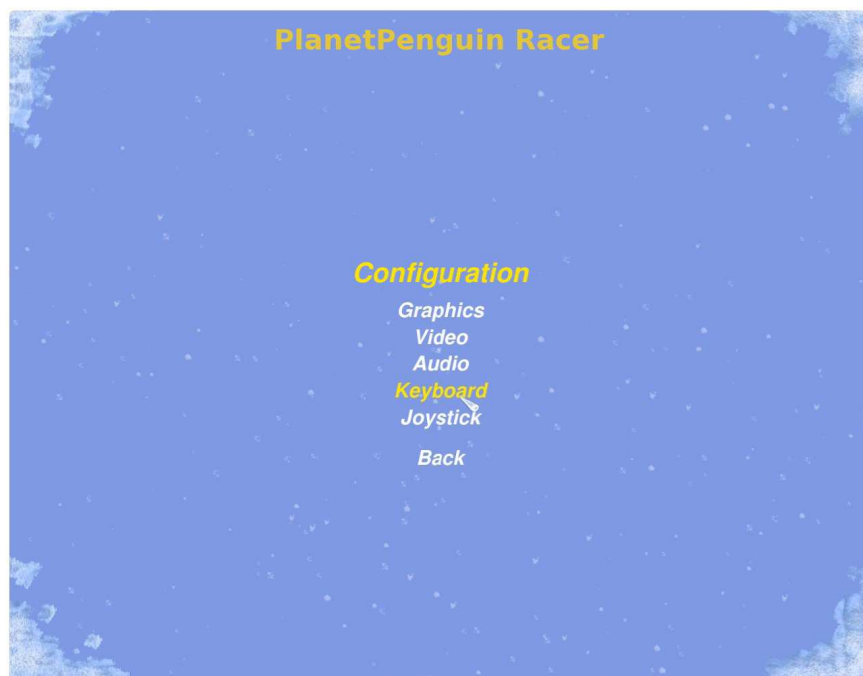 PlanetPenguin Racer
Configuration
Graphics
Video
Audio
Keyboard
Joystick
Back